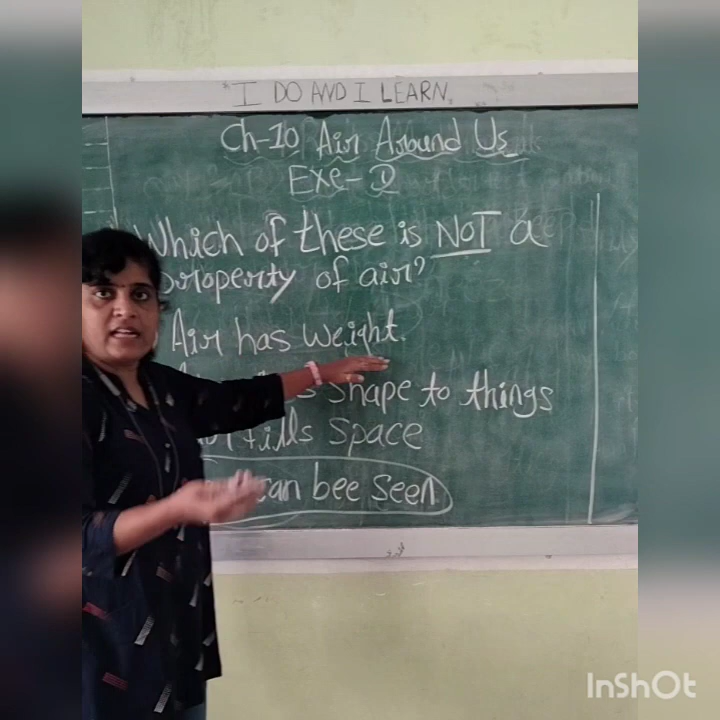 I DO AND I LEARN.
Ch-10 Air Around Us
Exe- D
Which of these is NOT a
property of air?
Air has weight.
shape to things
fills space
can bee seen
InShOt